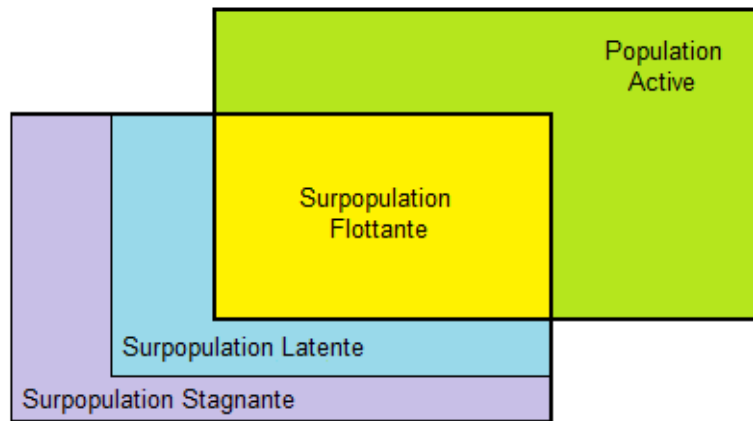 Population
Active
Surpopulation
Flottante
Surpopulation Latente
Surpopulation Stagnante